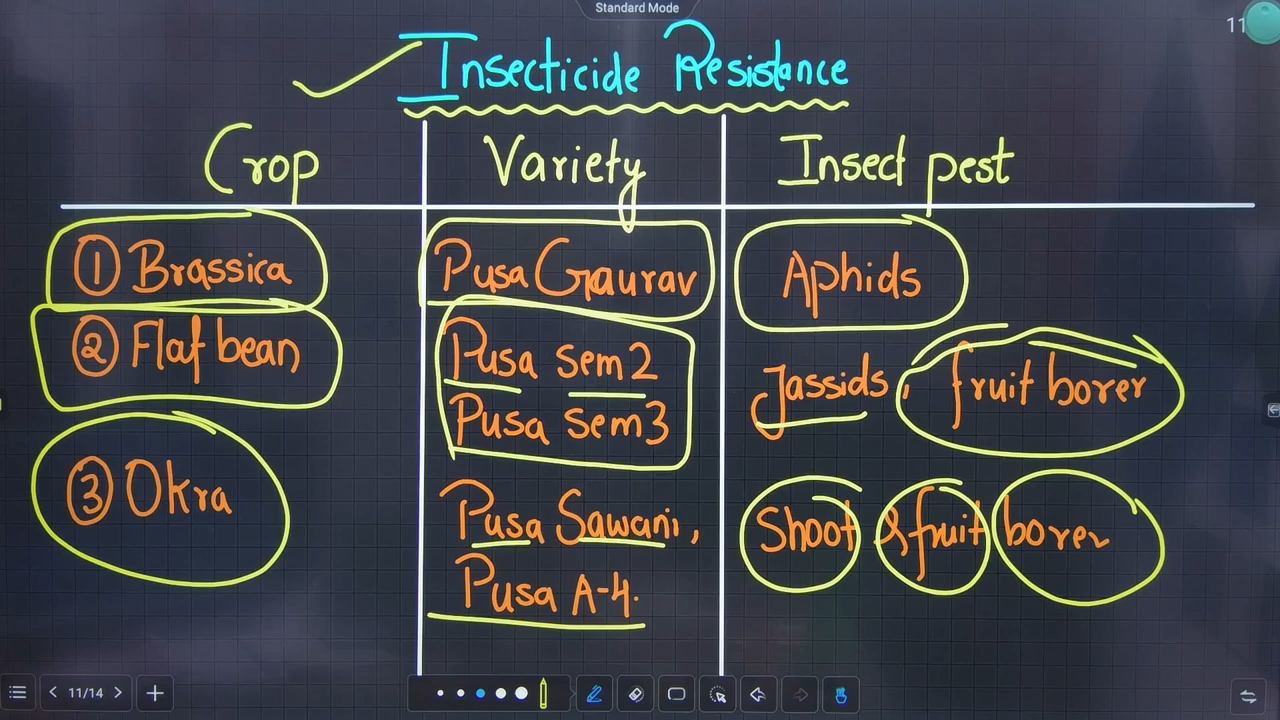 Standard Mode
11
Insecticide Resistance
Crop Variety Insect pest
① Brassica Pusa Gaurav Aphids
② Flaf bean Pusa Sem 2 Jassids, fruit borer
Pusa Sem 3
③ Okra Pusa Sawani, Shoot & fruit borer
Pusa A-4.
11/14